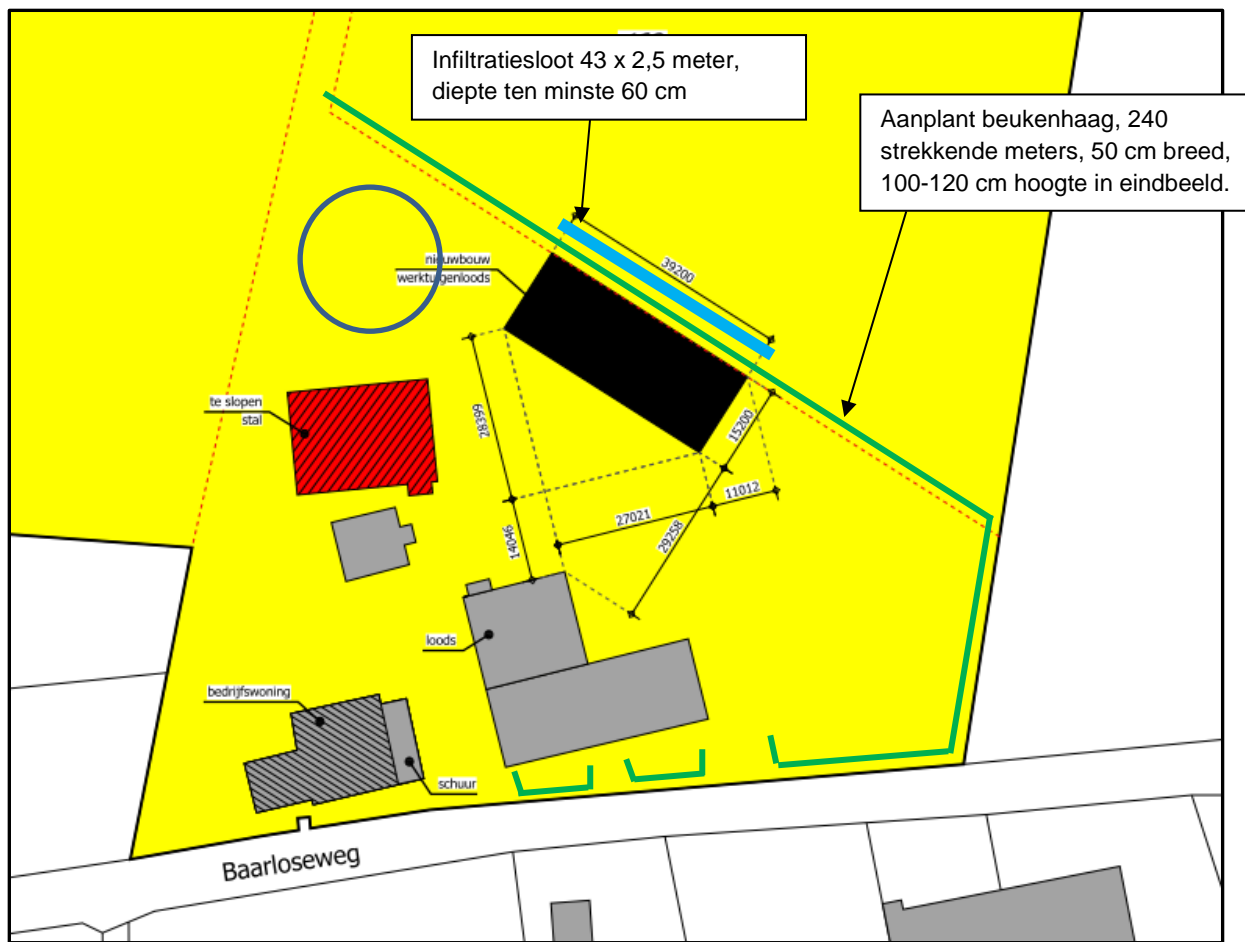 Infiltratiesloot 43 x 2,5 meter,
diepte ten minste 60 cm
Aanplant beukenhaag, 240
strekkende meters, 50 cm breed,
100-120 cm hoogte in eindbeeld.
nieuwbouw
werktuigenloods
39200
te slopen
stal
28399
15200
11012
27021
29258
14046
loods
bedrijfswoning
schuur
Baarloseweg